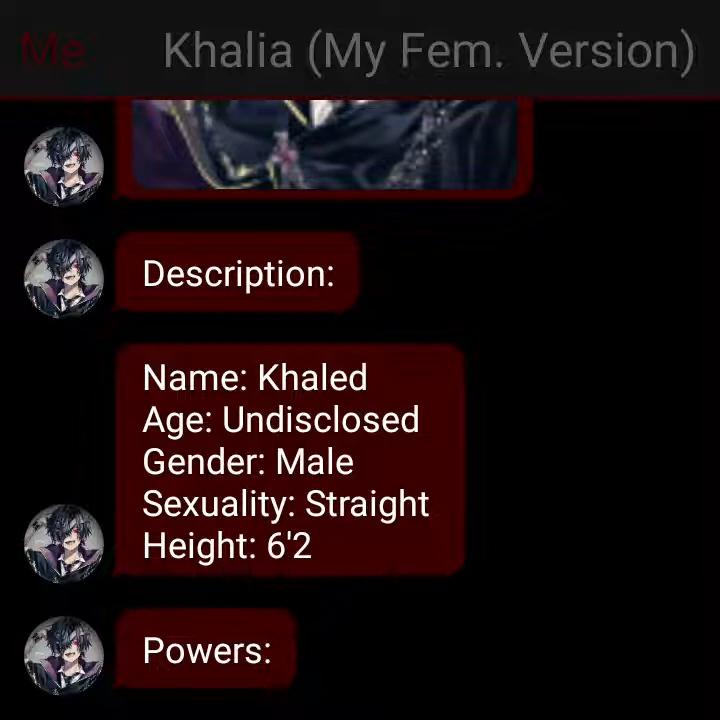 Me Khalia (My Fem. Version)
Description:
Name: Khaled
Age: Undisclosed
Gender: Male
Sexuality: Straight
Height: 6'2
Powers: